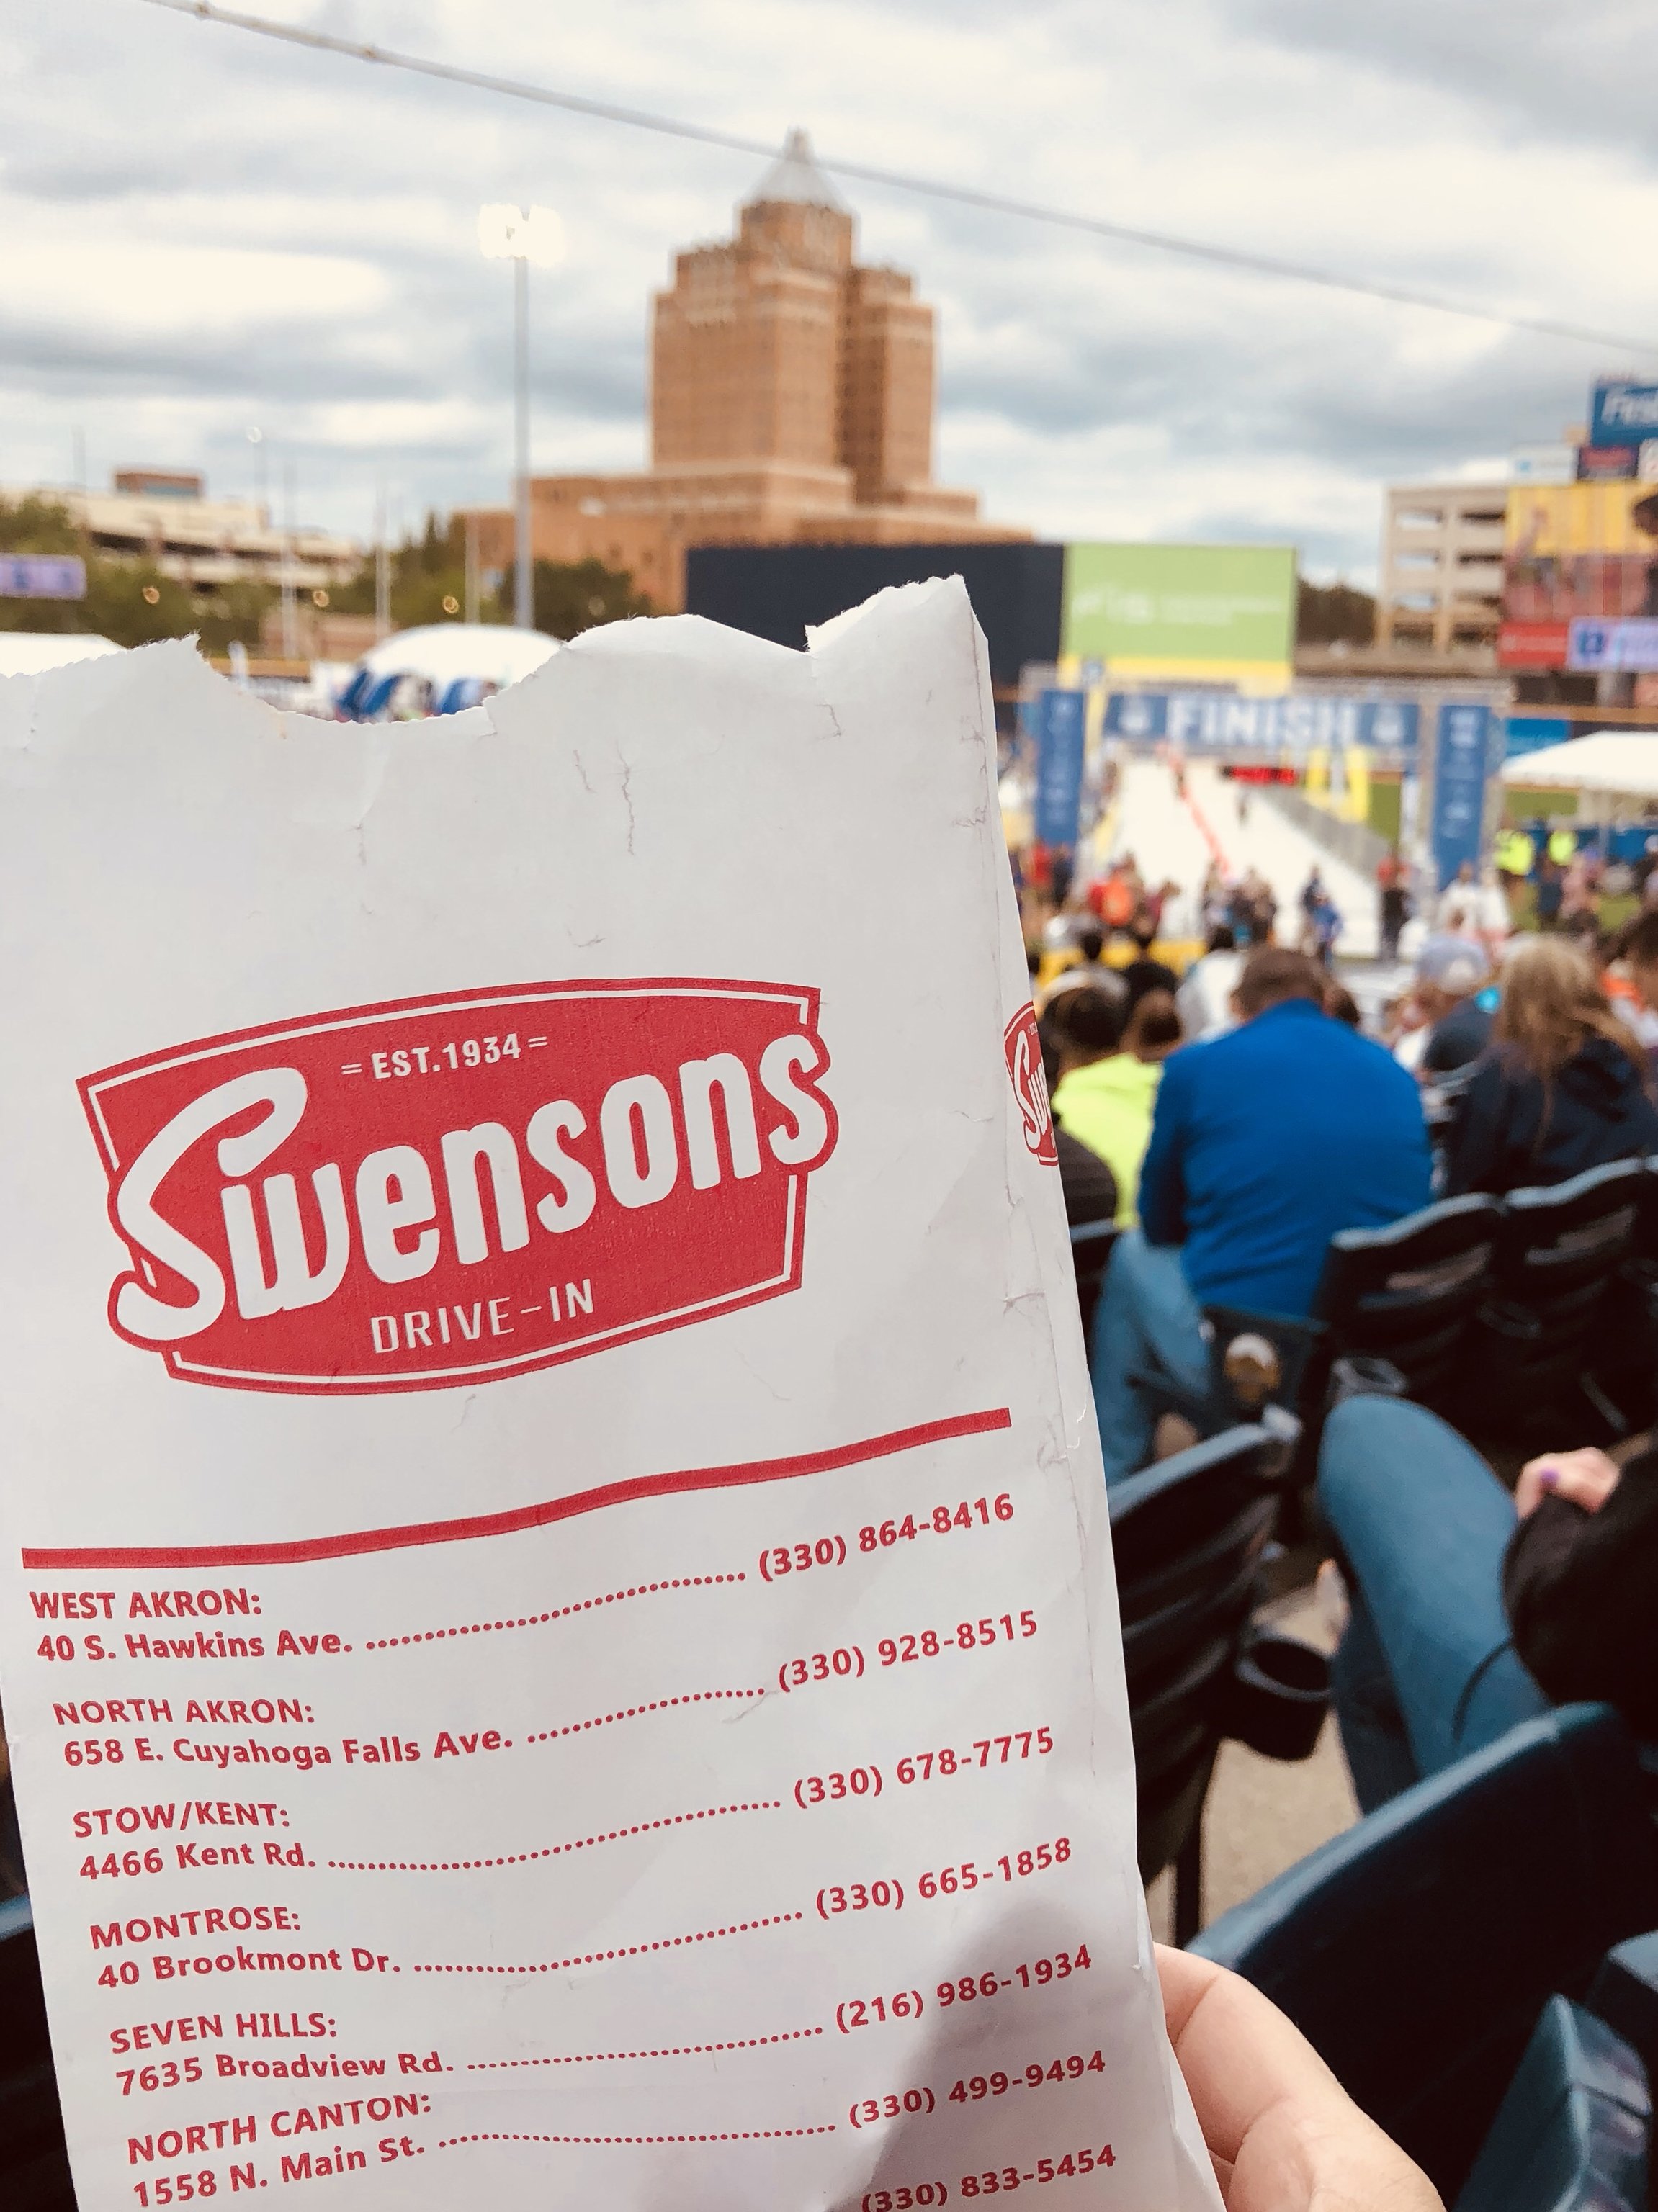 FINISH
=EST.1934=
Swensons
DRIVE-IN
WEST AKRON:
40 S. Hawkins Ave. ........................................ (330) 864-8416
NORTH AKRON:
658 E. Cuyahoga Falls Ave. ......................... (330) 928-8515
STOW/KENT:
4466 Kent Rd. ................................................ (330) 678-7775
MONTROSE:
40 Brookmont Dr. ......................................... (330) 665-1858
SEVEN HILLS:
7635 Broadview Rd. ..................................... (216) 986-1934
NORTH CANTON:
1558 N. Main St. ........................................... (330) 499-9494
(330) 833-5454